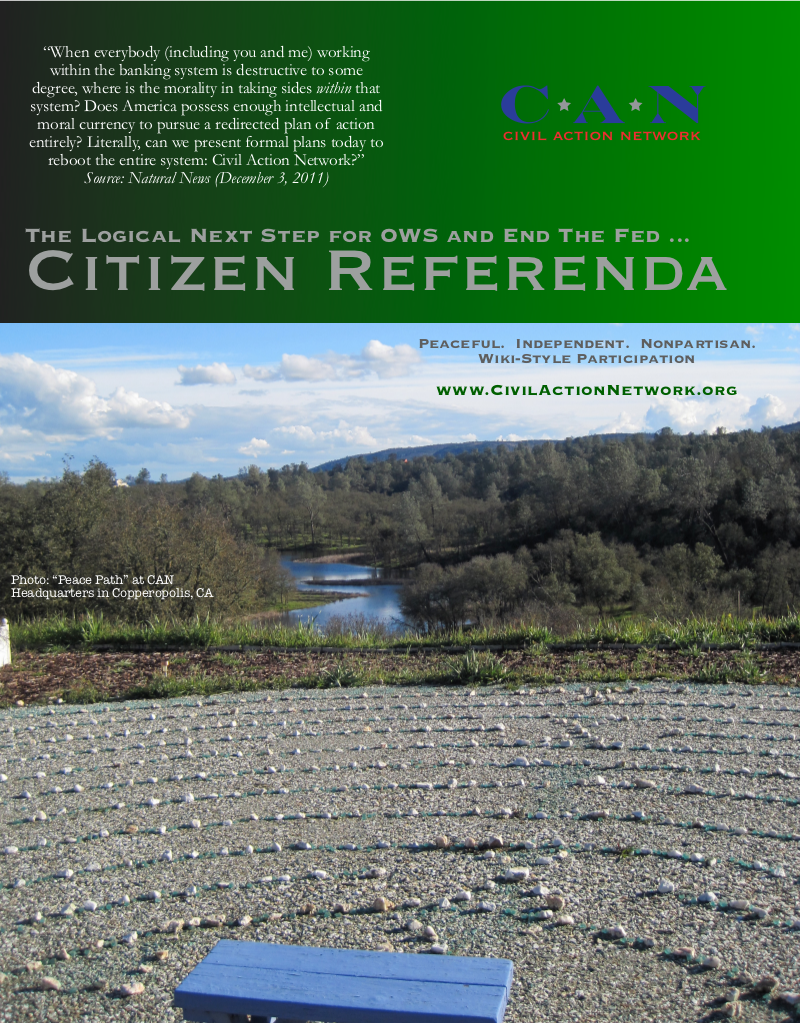 “When everybody (including you and me) working
within the banking system is destructive to some
degree, where is the morality in taking sides within that
system? Does America possess enough intellectual and
moral currency to pursue a redirected plan of action
entirely? Literally, can we present formal plans today to
reboot the entire system: Civil Action Network?”
Source: Natural News (December 3, 2011)
C★A★N
CIVIL ACTION NETWORK
The Logical Next Step for OWS and End The Fed ...
Citizen Referenda
Peaceful. Independent. Nonpartisan.
Wiki-Style Participation
www.CivilActionNetwork.org
Photo: “Peace Path” at CAN
Headquarters in Copperopolis, CA